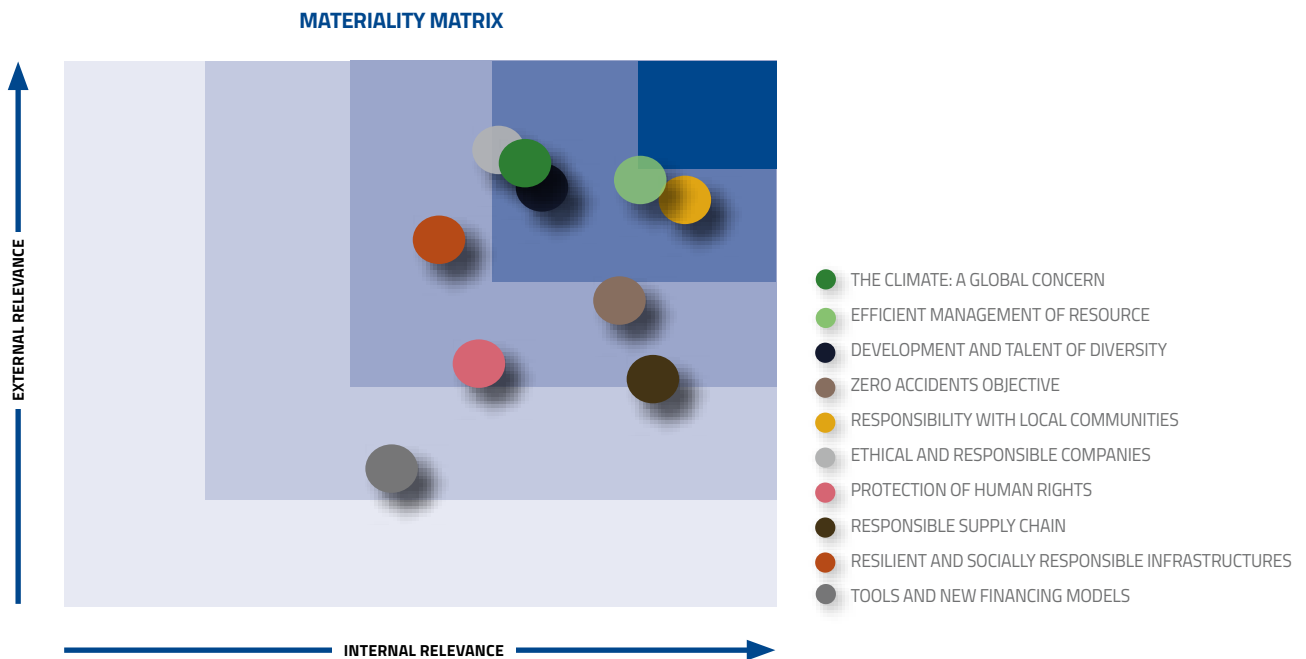 MATERIALITY MATRIX
EXTERNAL RELEVANCE
THE CLIMATE: A GLOBAL CONCERN
EFFICIENT MANAGEMENT OF RESOURCE
DEVELOPMENT AND TALENT OF DIVERSITY
ZERO ACCIDENTS OBJECTIVE
RESPONSIBILITY WITH LOCAL COMMUNITIES
ETHICAL AND RESPONSIBLE COMPANIES
PROTECTION OF HUMAN RIGHTS
RESPONSIBLE SUPPLY CHAIN
RESILIENT AND SOCIALLY RESPONSIBLE INFRASTRUCTURES
TOOLS AND NEW FINANCING MODELS
INTERNAL RELEVANCE